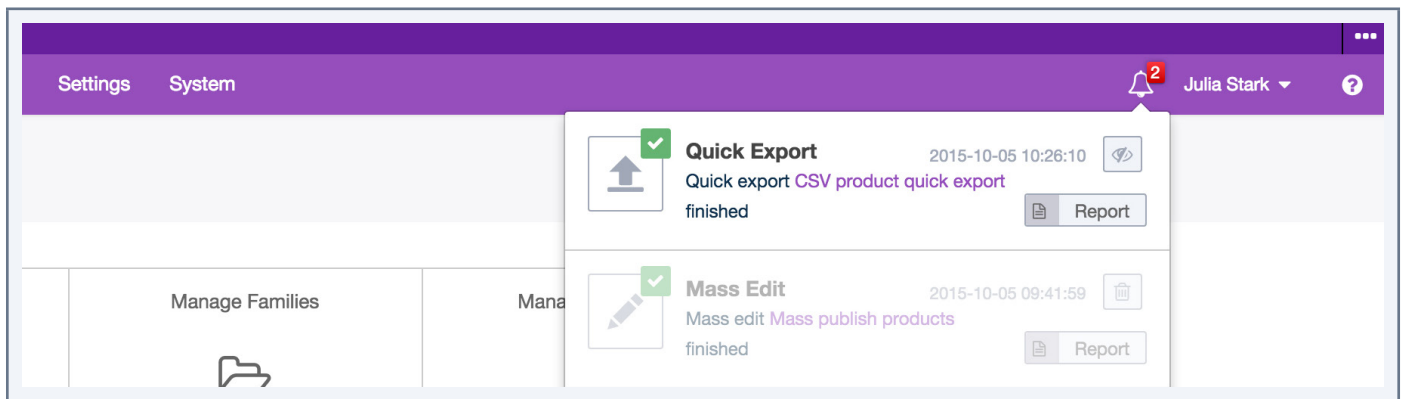 Settings System 2 Julia Stark
Quick Export 2015-10-05 10:26:10
Quick export CSV product quick export
finished Report
Manage Families Mana
Mass Edit 2015-10-05 09:41:59
Mass edit Mass publish products
finished Report